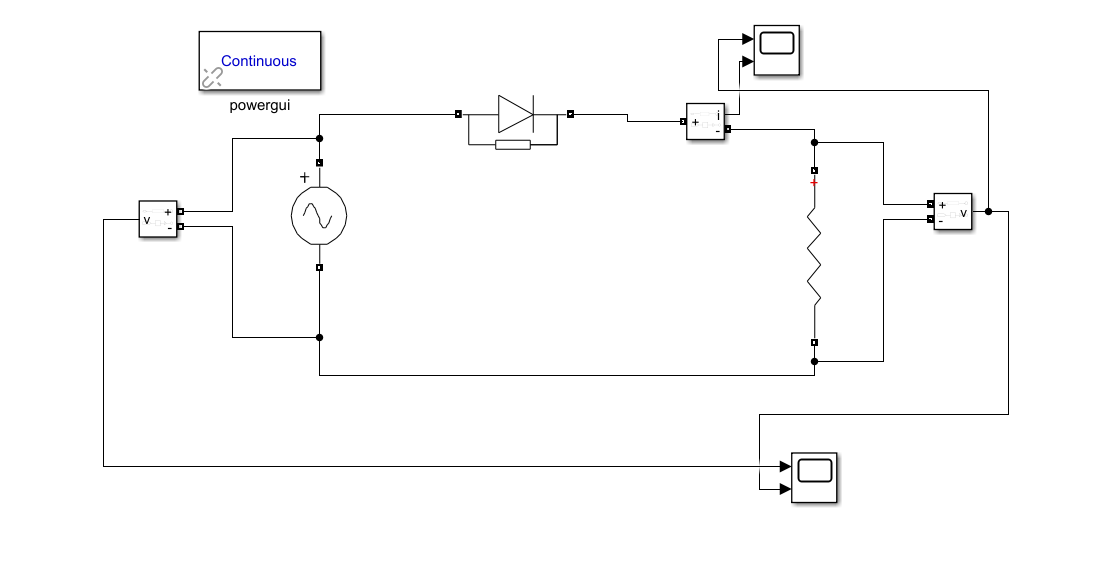 Continuous
powergui
+
i
+
-
+
+
v
-
+
v
-